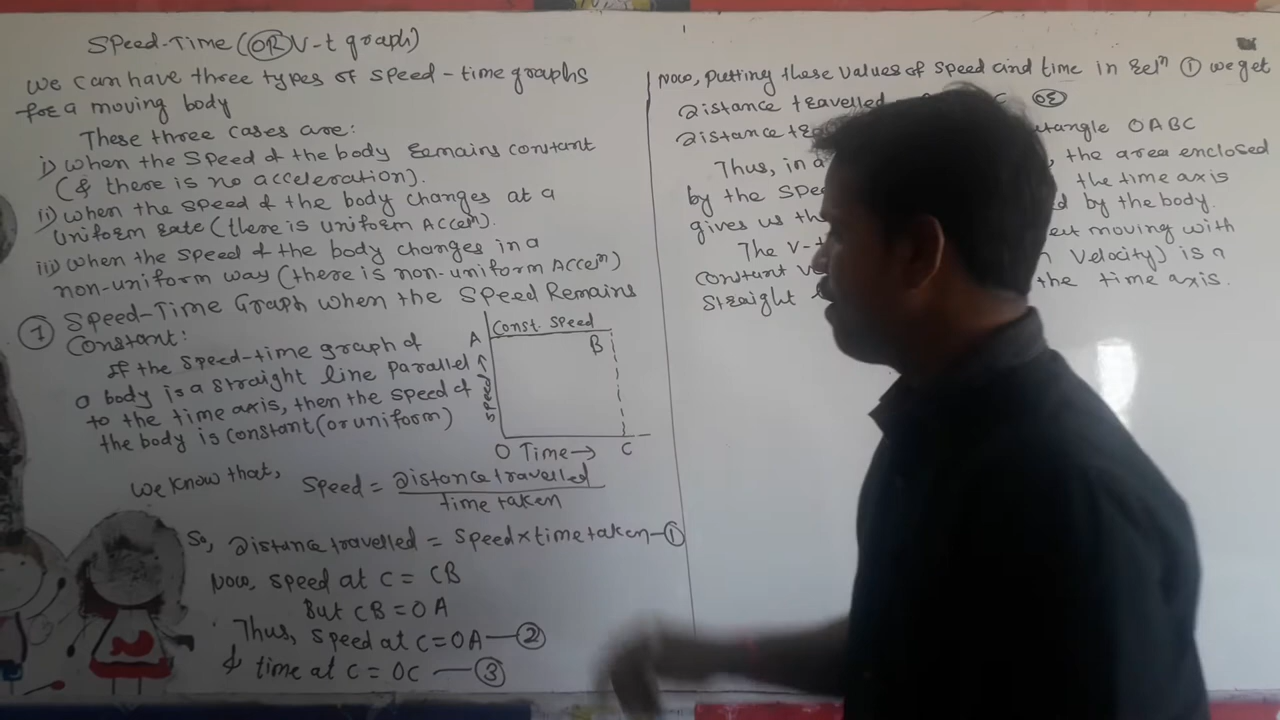 Speed-Time (OR) V-t graph)
We can have three types of speed-time graphs
for a moving body
These three cases are:
i) When the speed of the body remains constant
(& there is no acceleration).
ii) When the speed of the body changes at a
uniform rate (there is uniform Acceln).
iii) When the speed of the body changes in a
non-uniform way (there is non-uniform Acceln)
1 Speed-Time Graph when the speed Remains
Constant:
If the speed-time graph of
a body is a straight line parallel
to the time axis, then the speed of
the body is constant (or uniform)
Const. speed
A
B
Speed →
O Time → C
We know that, Speed = Distance travelled
time taken
So, Distance travelled = Speed × time taken — 1
Now, speed at C = CB
But CB = OA
Thus, speed at C = OA — 2
& time at C = OC — 3
Now, putting these values of speed and time in reln 1 we get
Distance travelled C OR
Distance OABC
Thus, in a the area enclosed
by the the time axis
gives us by the body.
The moving with
constant Velocity) is a
straight the time axis.